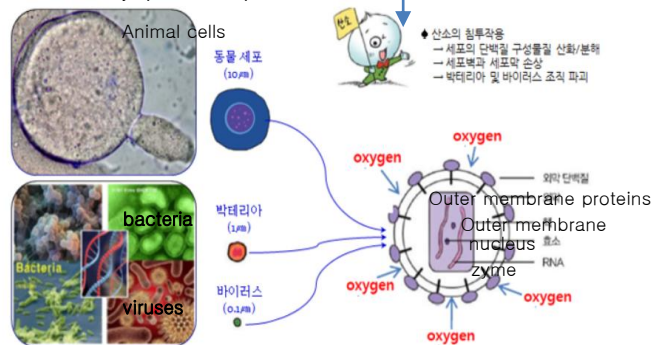 Animal cells
동물 세포
(10㎛)
산소
♠ 산소의 침투작용
→ 세포의 단백질 구성물질 산화/분해
→ 세포벽과 세포막 손상
→ 박테리아 및 바이러스 조직 파괴
bacteria
Bacteria
viruses
박테리아
(1㎛)
바이러스
(0.1㎛)
oxygen
oxygen
oxygen
oxygen
oxygen
oxygen
외막 단백질
Outer membrane proteins
Outer membrane
핵
nucleus
효소
zyme
RNA